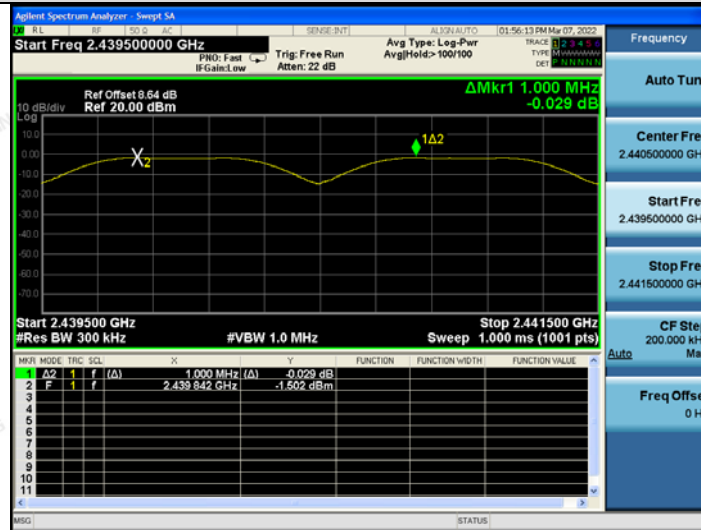 Agilent Spectrum Analyzer - Swept SA
RL RF 50 Ω AC SENSE:INT ALIGN AUTO 01:56:13 PM Mar 07, 2022
Start Freq 2.439500000 GHz
PNO: Fast
IFGain:Low
Trig: Free Run
Atten: 22 dB
Avg Type: Log-Pwr
Avg|Hold:>100/100
TRACE 1 2 3 4 5 6
TYPE
DET P N N N N N
Ref Offset 8.64 dB
Ref 20.00 dBm
ΔMkr1 1.000 MHz
-0.029 dB
10 dB/div
Log
10.0
0.00
-10.0
-20.0
-30.0
-40.0
-50.0
-60.0
-70.0
X2
1Δ2
Start 2.439500 GHz Stop 2.441500 GHz
#Res BW 300 kHz #VBW 1.0 MHz Sweep 1.000 ms (1001 pts)
MKR MODE TRC SCL X Y FUNCTION FUNCTION WIDTH FUNCTION VALUE
1 Δ2 1 f (Δ) 1.000 MHz (Δ) -0.029 dB
2 F 1 f 2.439 842 GHz -1.502 dBm
3
4
5
6
7
8
9
10
11
MSG STATUS
Frequency
Auto Tun
Center Fre
2.440500000 GH
Start Fre
2.439500000 GH
Stop Fre
2.441500000 GH
CF Ste
200.000 kH
Auto Ma
Freq Offse
0 H